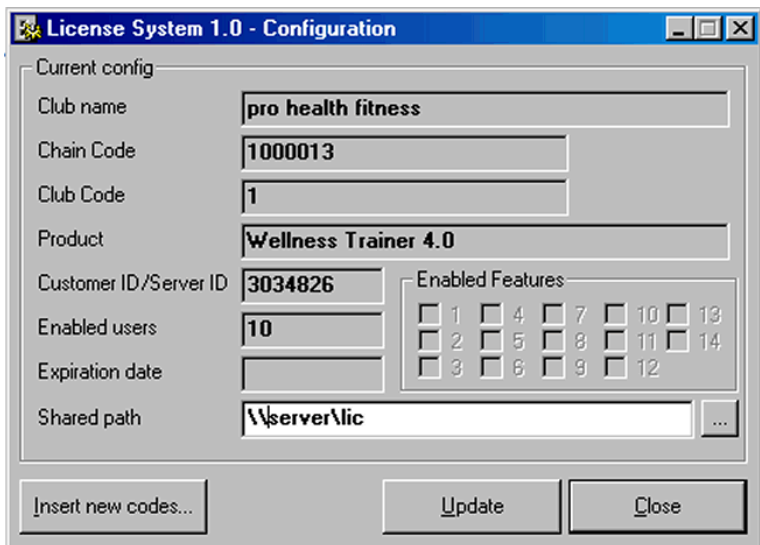 License System 1.0 - Configuration
Current config
Club name pro health fitness
Chain Code 1000013
Club Code 1
Product Wellness Trainer 4.0
Customer ID/Server ID 3034826
Enabled Features
1 4 7 10 13
Enabled users 10
2 5 8 11 14
3 6 9 12
Expiration date
Shared path \\server\lic ...
Insert new codes... Update Close